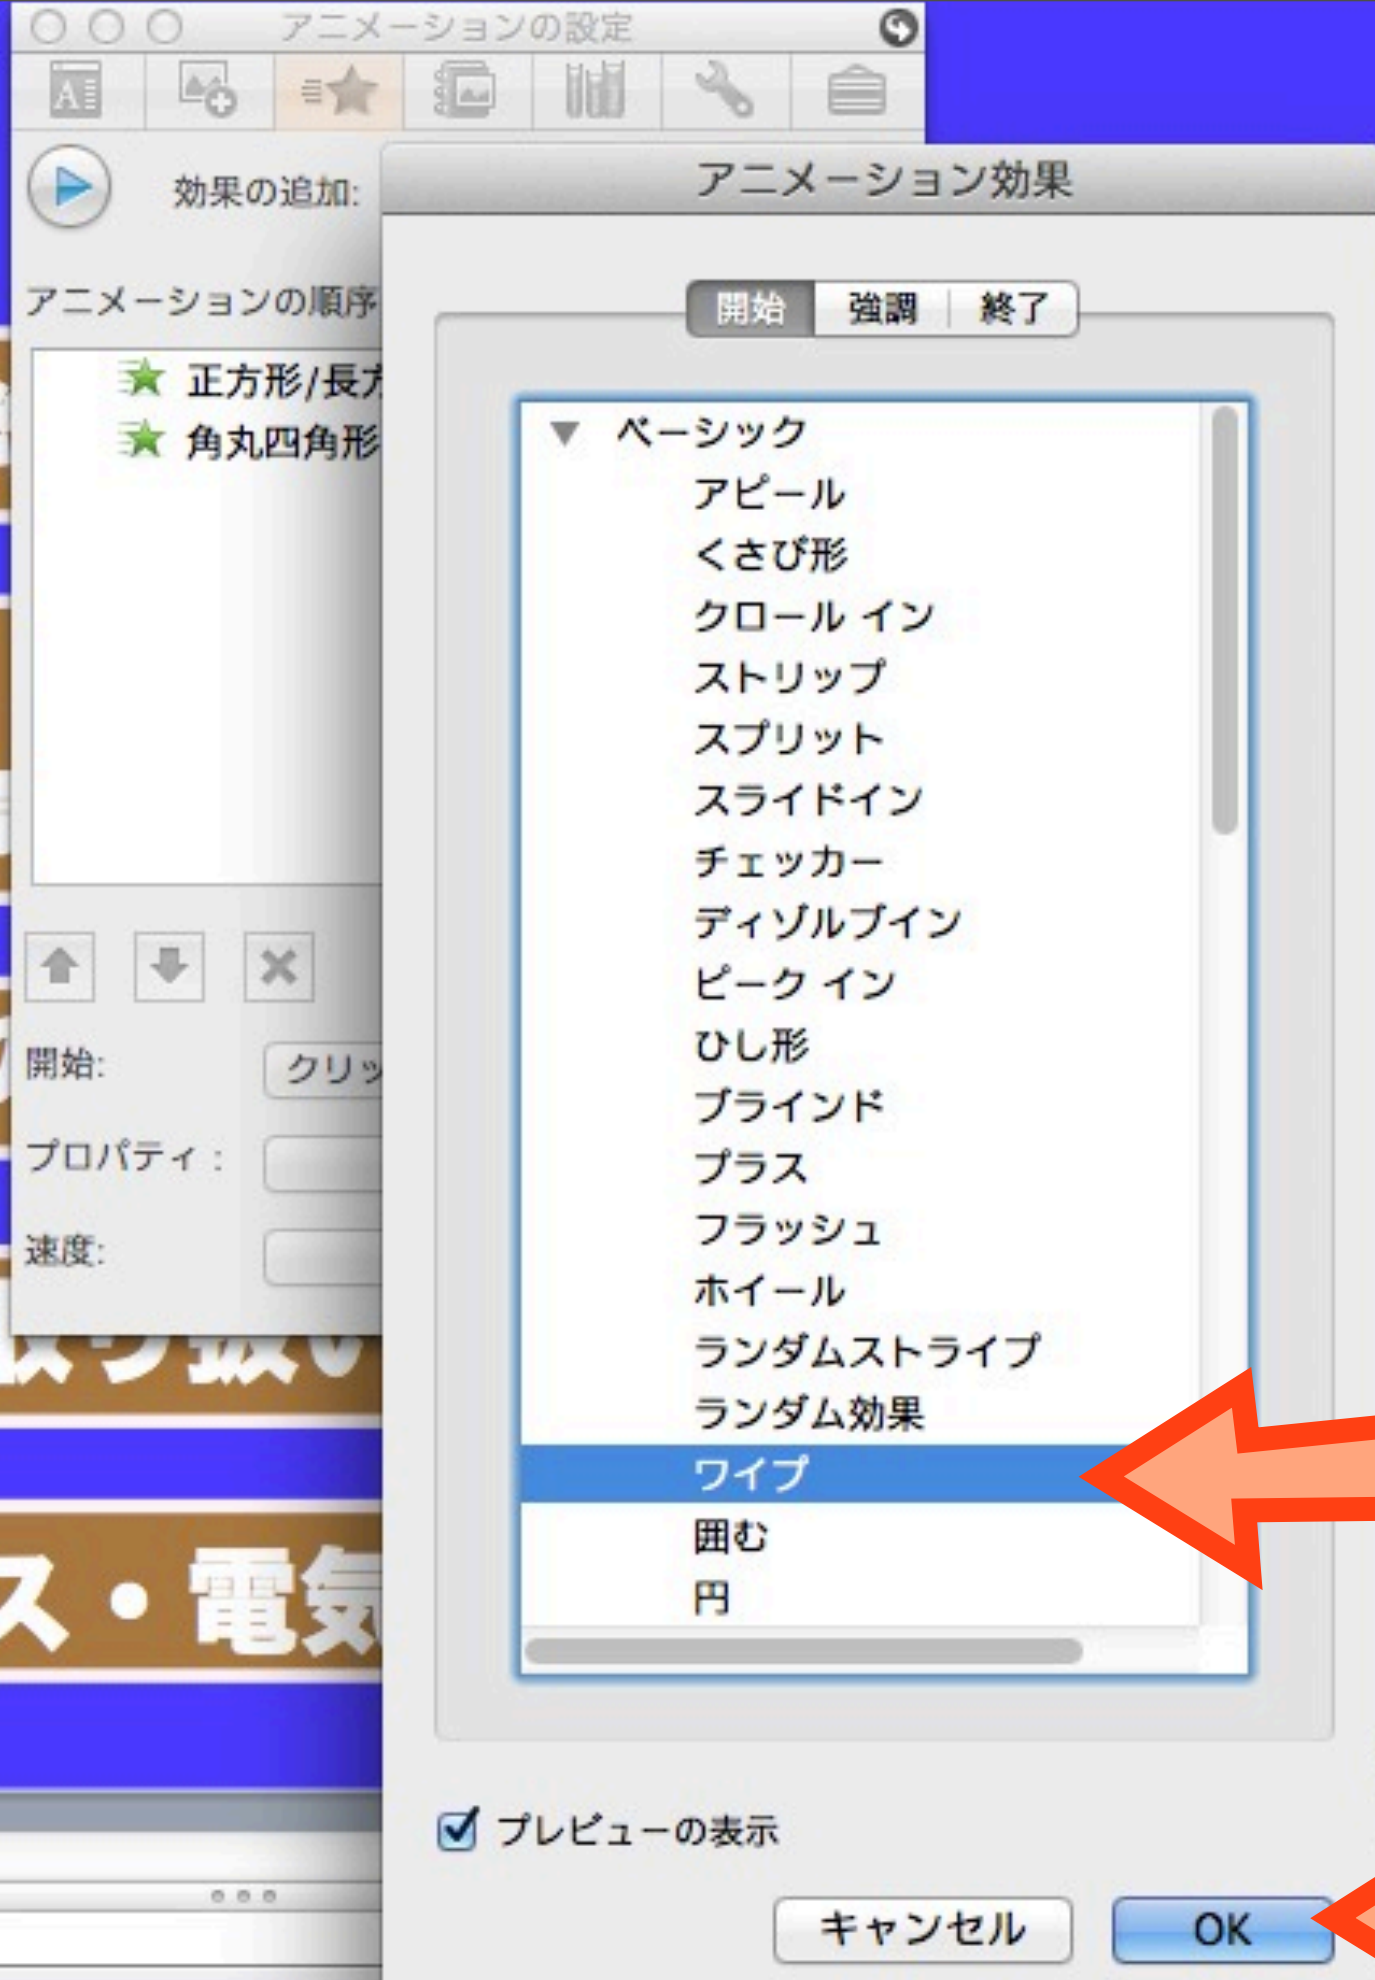 アニメーションの設定
効果の追加:
アニメーション効果
アニメーションの順序
開始 強調 終了
正方形/長方
角丸四角形
ベーシック
アピール
くさび形
クロール イン
ストリップ
スプリット
スライドイン
チェッカー
ディゾルブイン
ピーク イン
ひし形
ブラインド
プラス
フラッシュ
ホイール
ランダムストライプ
ランダム効果
ワイプ
囲む
円
開始:
クリッ
プロパティ:
速度:
取り扱い
ス・電気
プレビューの表示
キャンセル
OK